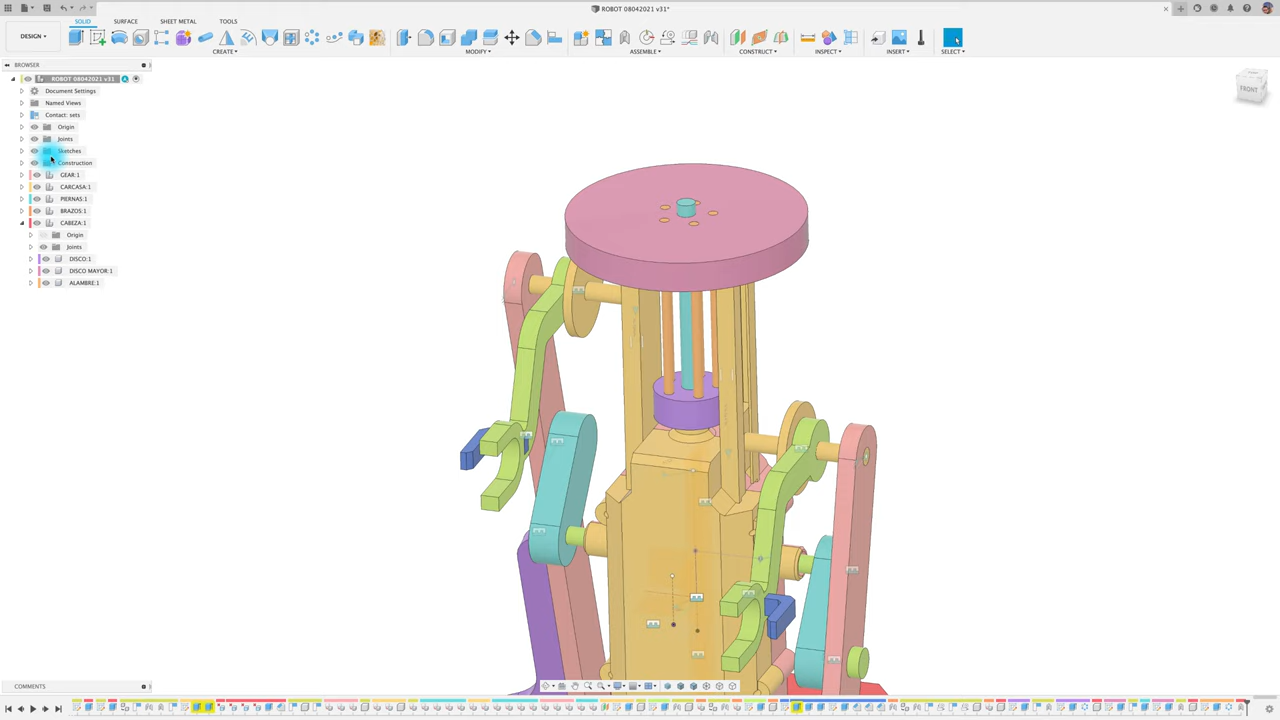 ROBOT 08042021 v31*
SOLID
SURFACE
SHEET METAL
TOOLS
DESIGN
CREATE
MODIFY
ASSEMBLE
CONSTRUCT
INSPECT
INSERT
SELECT
BROWSER
ROBOT 08042021 v31
Document Settings
Named Views
Contact: sets
Origin
Joints
Sketches
Construction
GEAR:1
CARCASA:1
PIERNAS:1
BRAZOS:1
CABEZA:1
Origin
Joints
DISCO:1
DISCO MAYOR:1
ALAMBRE:1
FRONT
COMMENTS